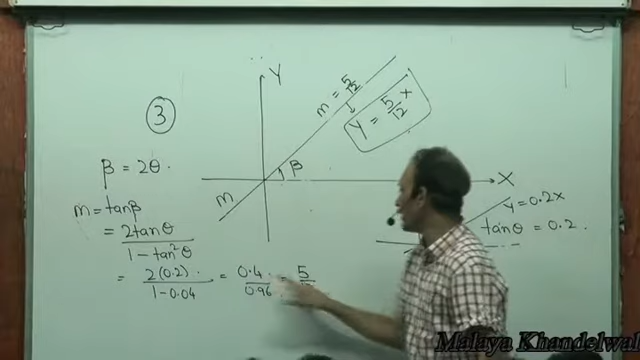 Y
m = 5/12
Y = 5/12 x
3
β = 2θ.
β
X
m
m = tanβ
= 2tanθ / 1 - tan²θ
= 2(0.2) / 1-0.04 = 0.4 / 0.96 = 5
y = 0.2x
tanθ = 0.2.
Malaya Khandelwal